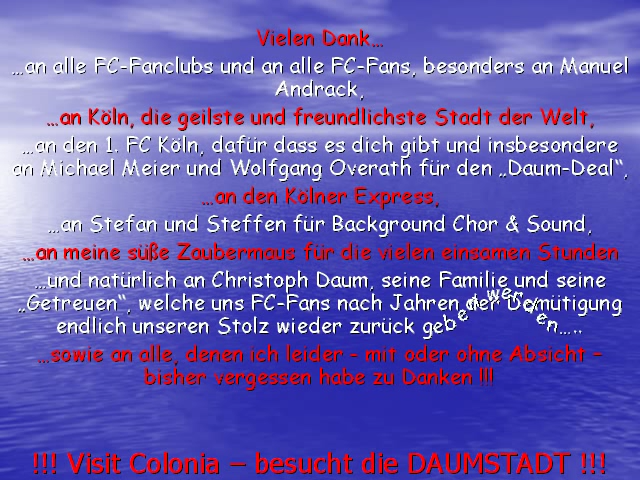 Vielen Dank...
...an alle FC-Fanclubs und an alle FC-Fans, besonders an Manuel
Andrack,
...an Köln, die geilste und freundlichste Stadt der Welt,
...an den 1. FC Köln, dafür dass es dich gibt und insbesondere
an Michael Meier und Wolfgang Overath für den „Daum-Deal“,
...an den Kölner Express,
...an Stefan und Steffen für Background Chor & Sound,
...an meine süße Zaubermaus für die vielen einsamen Stunden
...und natürlich an Christoph Daum, seine Familie und seine
„Getreuen“, welche uns FC-Fans nach Jahren der Demütigung
endlich unseren Stolz wieder zurück geben werden.....
...sowie an alle, denen ich leider - mit oder ohne Absicht –
bisher vergessen habe zu Danken !!!
!!! Visit Colonia – besucht die DAUMSTADT !!!